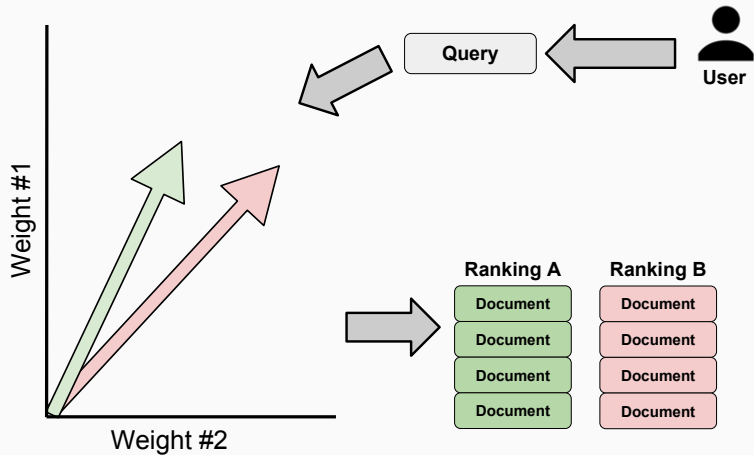 Query
User
Weight #1
Weight #2
Ranking A
Document
Document
Document
Document
Ranking B
Document
Document
Document
Document